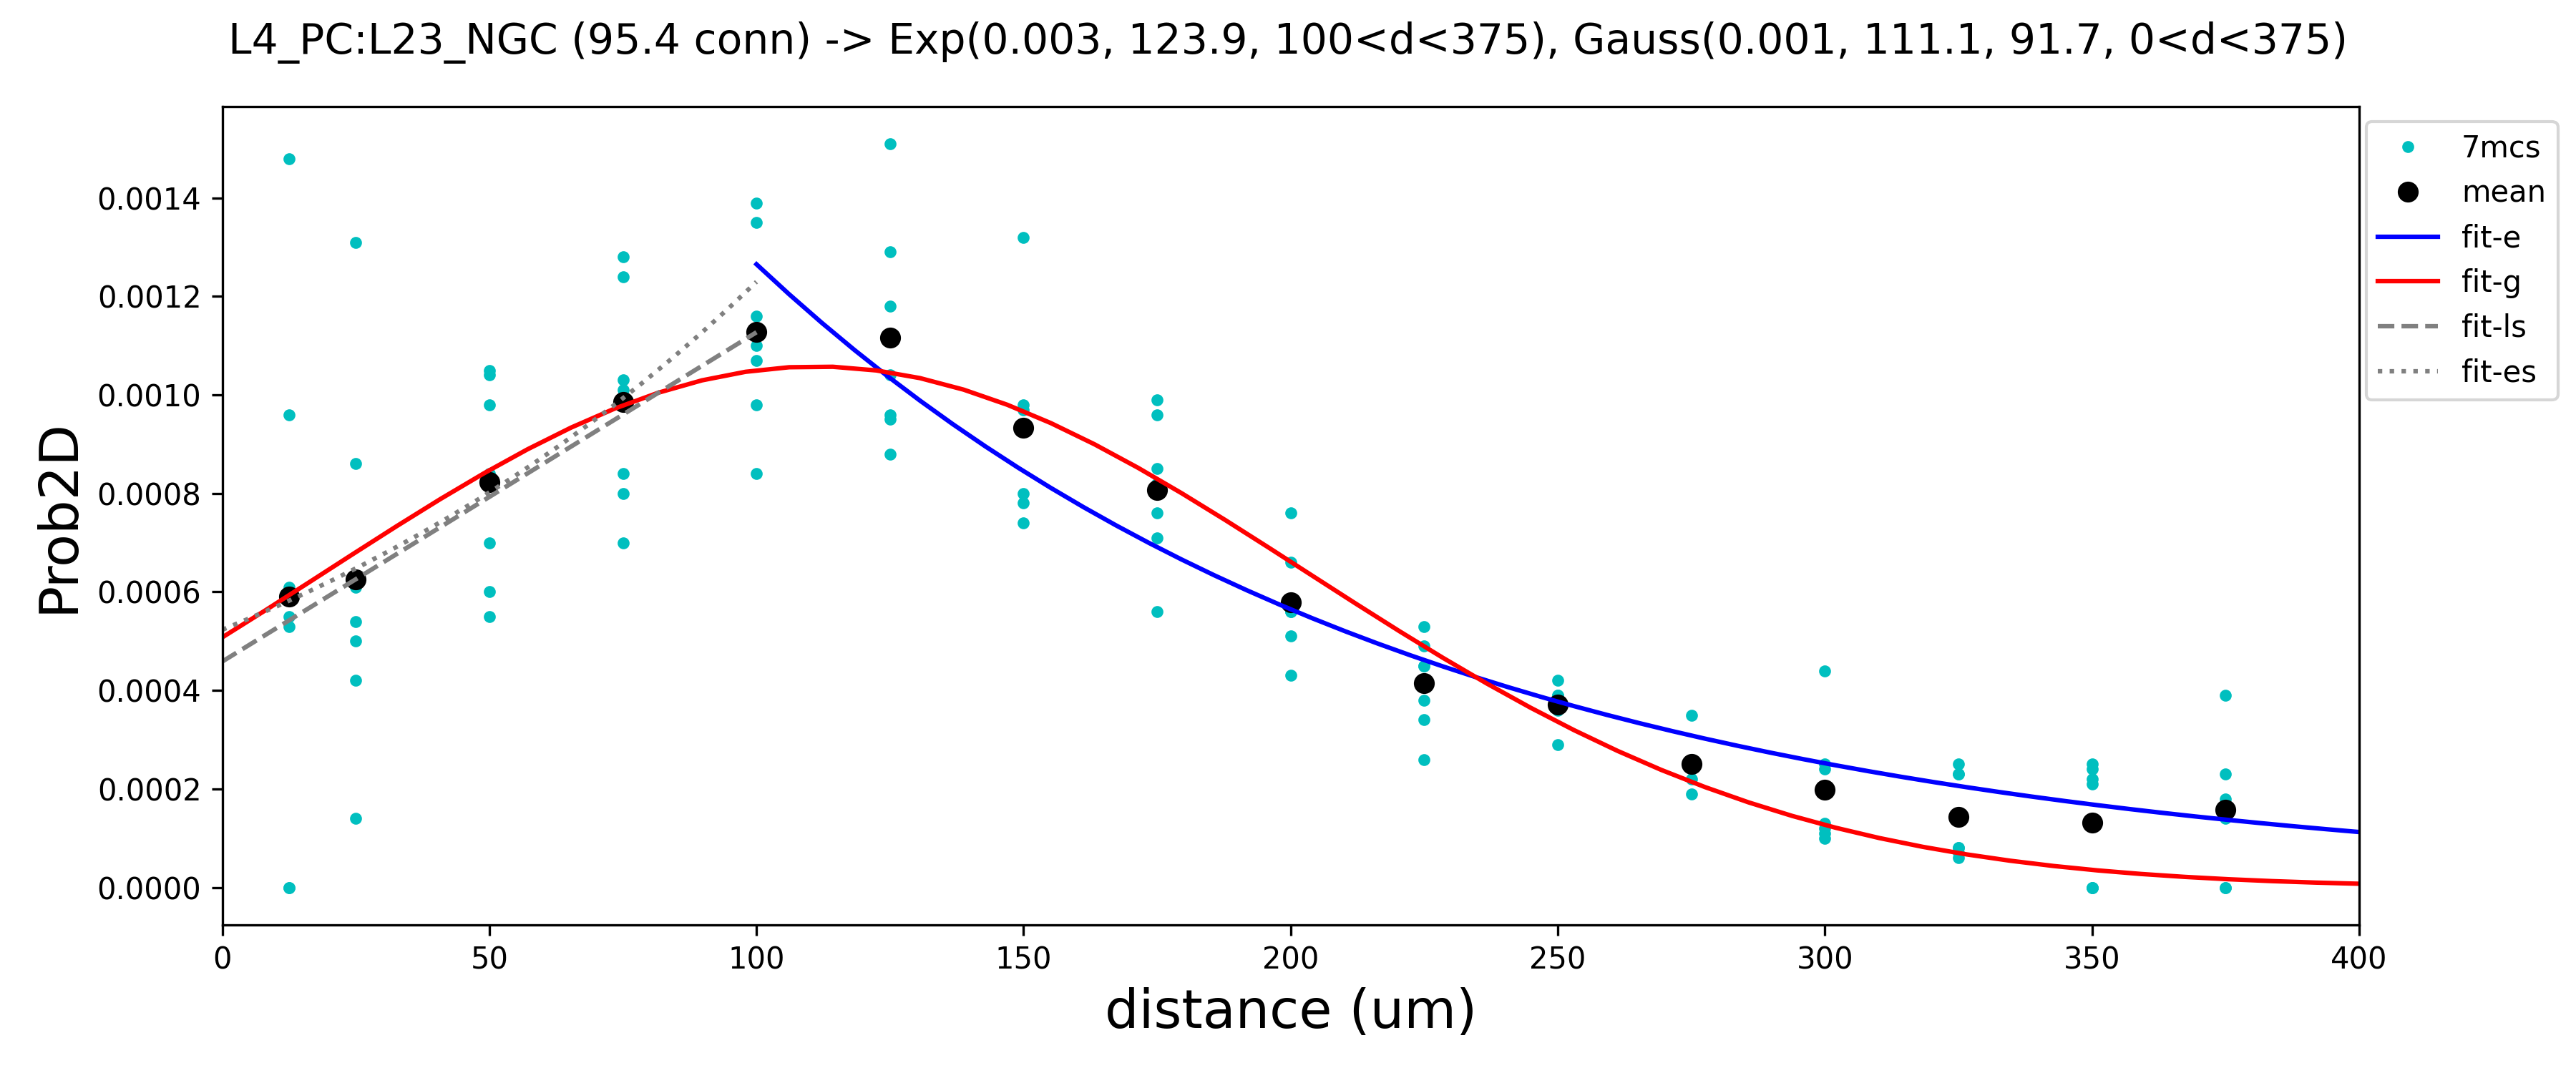 L4_PC:L23_NGC (95.4 conn) -> Exp(0.003, 123.9, 100<d<375), Gauss(0.001, 111.1, 91.7, 0<d<375)
0.0014
0.0012
0.0010
0.0008
0.0006
0.0004
0.0002
0.0000
Prob2D
0 50 100 150 200 250 300 350 400
distance (um)
7mcs
mean
fit-e
fit-g
fit-ls
fit-es